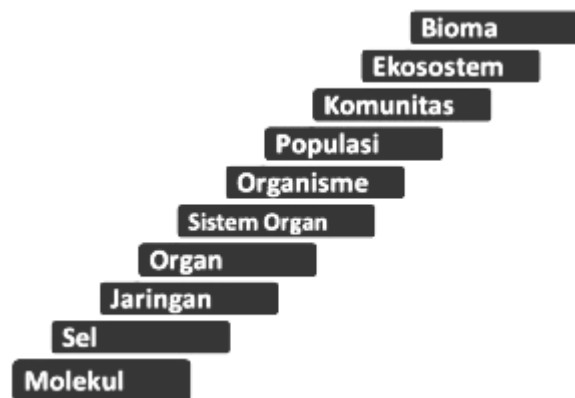 Bioma
Ekosostem
Komunitas
Populasi
Organisme
Sistem Organ
Organ
Jaringan
Sel
Molekul